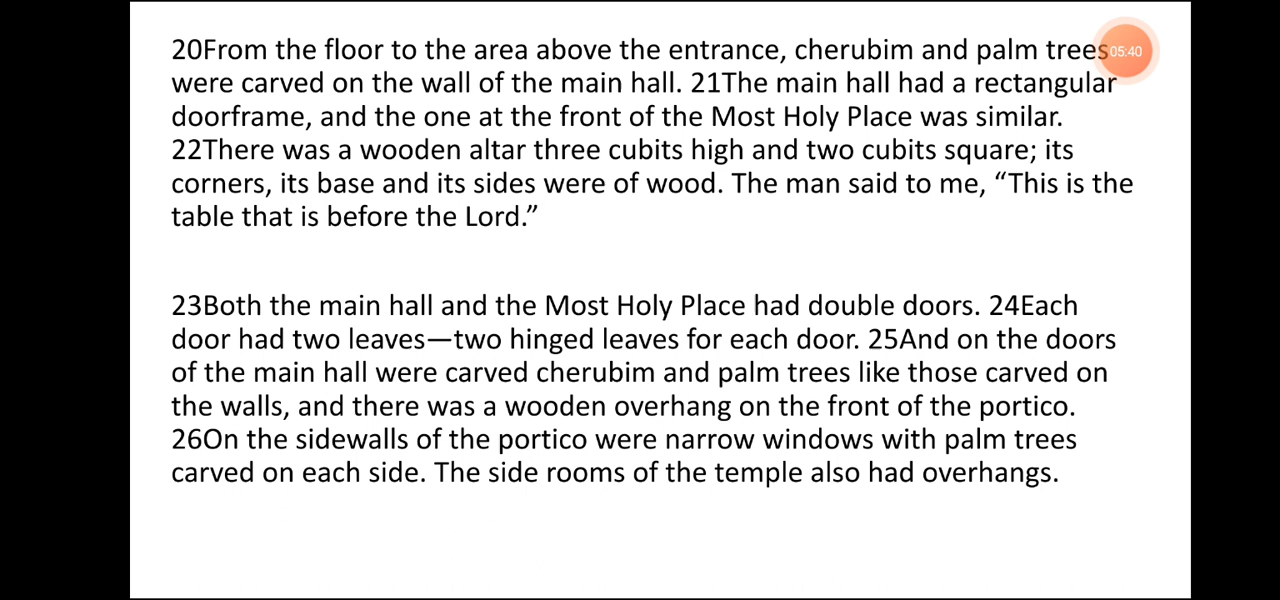 20From the floor to the area above the entrance, cherubim and palm trees
05:40
were carved on the wall of the main hall. 21The main hall had a rectangular
doorframe, and the one at the front of the Most Holy Place was similar.
22There was a wooden altar three cubits high and two cubits square; its
corners, its base and its sides were of wood. The man said to me, “This is the
table that is before the Lord.”
23Both the main hall and the Most Holy Place had double doors. 24Each
door had two leaves—two hinged leaves for each door. 25And on the doors
of the main hall were carved cherubim and palm trees like those carved on
the walls, and there was a wooden overhang on the front of the portico.
26On the sidewalls of the portico were narrow windows with palm trees
carved on each side. The side rooms of the temple also had overhangs.